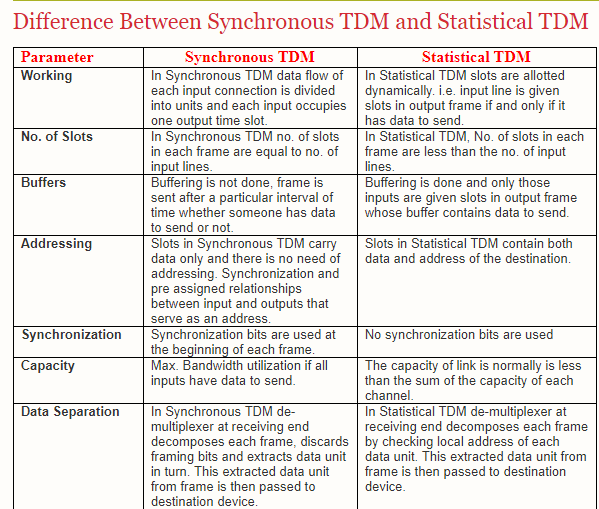 Difference Between Synchronous TDM and Statistical TDM
Parameter Synchronous TDM Statistical TDM
Working
In Synchronous TDM data flow of
each input connection is divided
into units and each input occupies
one output time slot.
In Statistical TDM slots are allotted
dynamically. i.e. input line is given
slots in output frame if and only if it
has data to send.
No. of Slots
In Synchronous TDM no. of slots
in each frame are equal to no. of
input lines.
In Statistical TDM, No. of slots in each
frame are less than the no. of input
lines.
Buffers
Buffering is not done, frame is
sent after a particular interval of
time whether someone has data
to send or not.
Buffering is done and only those
inputs are given slots in output frame
whose buffer contains data to send.
Addressing
Slots in Synchronous TDM carry
data only and there is no need of
addressing. Synchronization and
pre assigned relationships
between input and outputs that
serve as an address.
Slots in Statistical TDM contain both
data and address of the destination.
Synchronization
Synchronization bits are used at
the beginning of each frame.
No synchronization bits are used
Capacity
Max. Bandwidth utilization if all
inputs have data to send.
The capacity of link is normally is less
than the sum of the capacity of each
channel.
Data Separation
In Synchronous TDM de-
multiplexer at receiving end
decomposes each frame, discards
framing bits and extracts data unit
in turn. This extracted data unit
from frame is then passed to
destination device.
In Statistical TDM de-multiplexer at
receiving end decomposes each frame
by checking local address of each
data unit. This extracted data unit from
frame is then passed to destination
device.